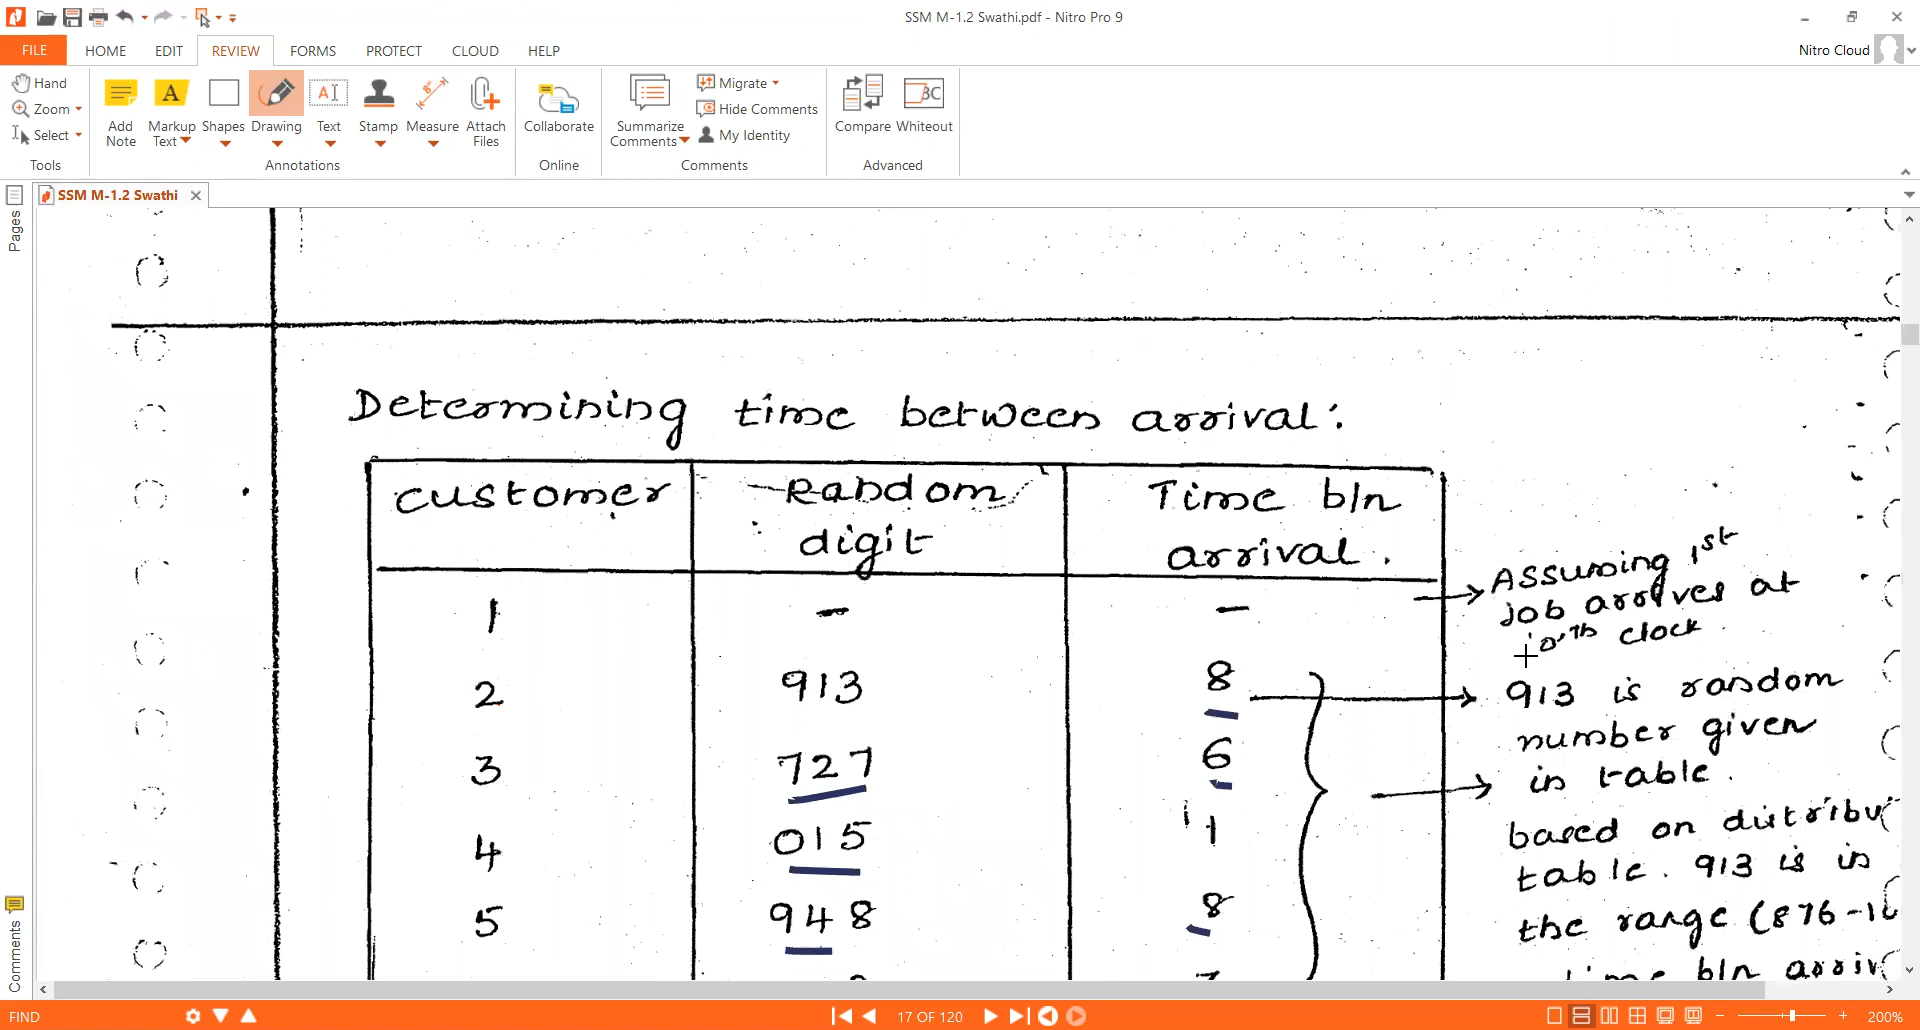 SSM M-1.2 Swathi.pdf - Nitro Pro 9
FILE HOME EDIT REVIEW FORMS PROTECT CLOUD HELP
Nitro Cloud
Hand
Zoom
Select
Tools
Add Note
Markup Text
Shapes
Drawing
Text
Stamp
Measure
Attach Files
Annotations
Collaborate
Online
Summarize Comments
Migrate
Hide Comments
My Identity
Comments
Compare
Whiteout
Advanced
SSM M-1.2 Swathi
Pages
Comments
Determining time between arrival:
customer Random digit Time b/n arrival.
1 - -
2 913 8
3 727 6
4 015 1
5 948 8
Assuming 1st
job arrives at
'0'th clock
913 is random
number given
in table.
based on
table. 913 is in
the range (876-
b/n
FIND
17 OF 120
200%